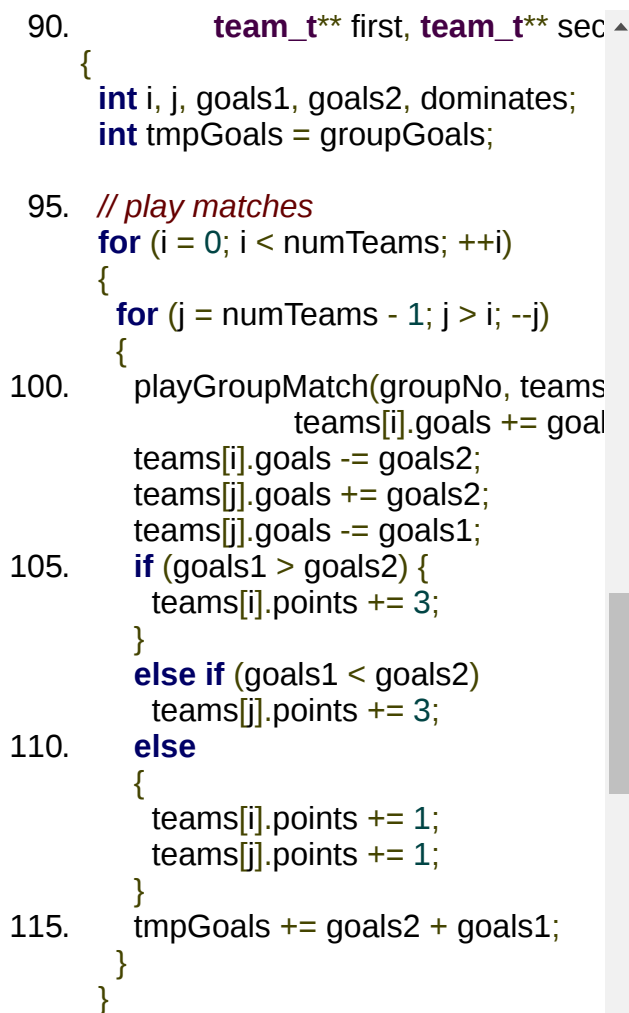 90. team_t** first, team_t** sec
{
int i, j, goals1, goals2, dominates;
int tmpGoals = groupGoals;
95. // play matches
for (i = 0; i < numTeams; ++i)
{
for (j = numTeams - 1; j > i; --j)
{
100. playGroupMatch(groupNo, teams
teams[i].goals += goal
teams[i].goals -= goals2;
teams[j].goals += goals2;
teams[j].goals -= goals1;
105. if (goals1 > goals2) {
teams[i].points += 3;
}
else if (goals1 < goals2)
teams[j].points += 3;
110. else
{
teams[i].points += 1;
teams[j].points += 1;
}
115. tmpGoals += goals2 + goals1;
}
}